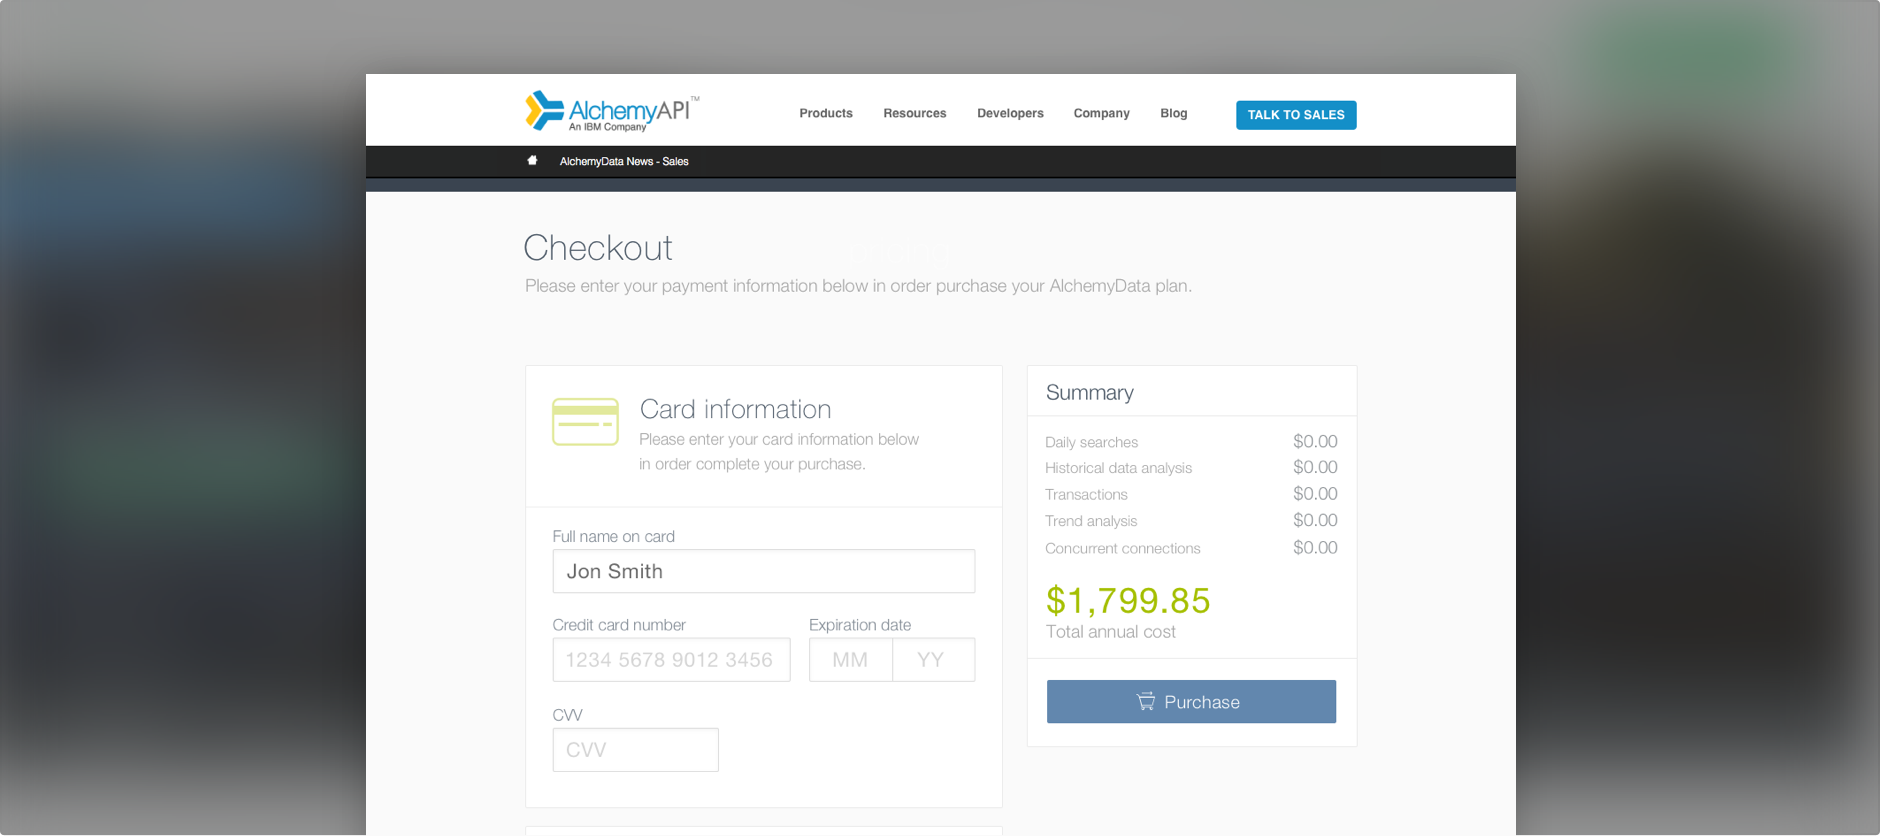 AlchemyAPI™
An IBM Company
Products Resources Developers Company Blog TALK TO SALES
AlchemyData News - Sales
Checkout
Please enter your payment information below in order purchase your AlchemyData plan.
Card information
Please enter your card information below
in order complete your purchase.
Full name on card
Jon Smith
Credit card number Expiration date
1234 5678 9012 3456 MM YY
CVV
CVV
Summary
Daily searches $0.00
Historical data analysis $0.00
Transactions $0.00
Trend analysis $0.00
Concurrent connections $0.00
$1,799.85
Total annual cost
Purchase